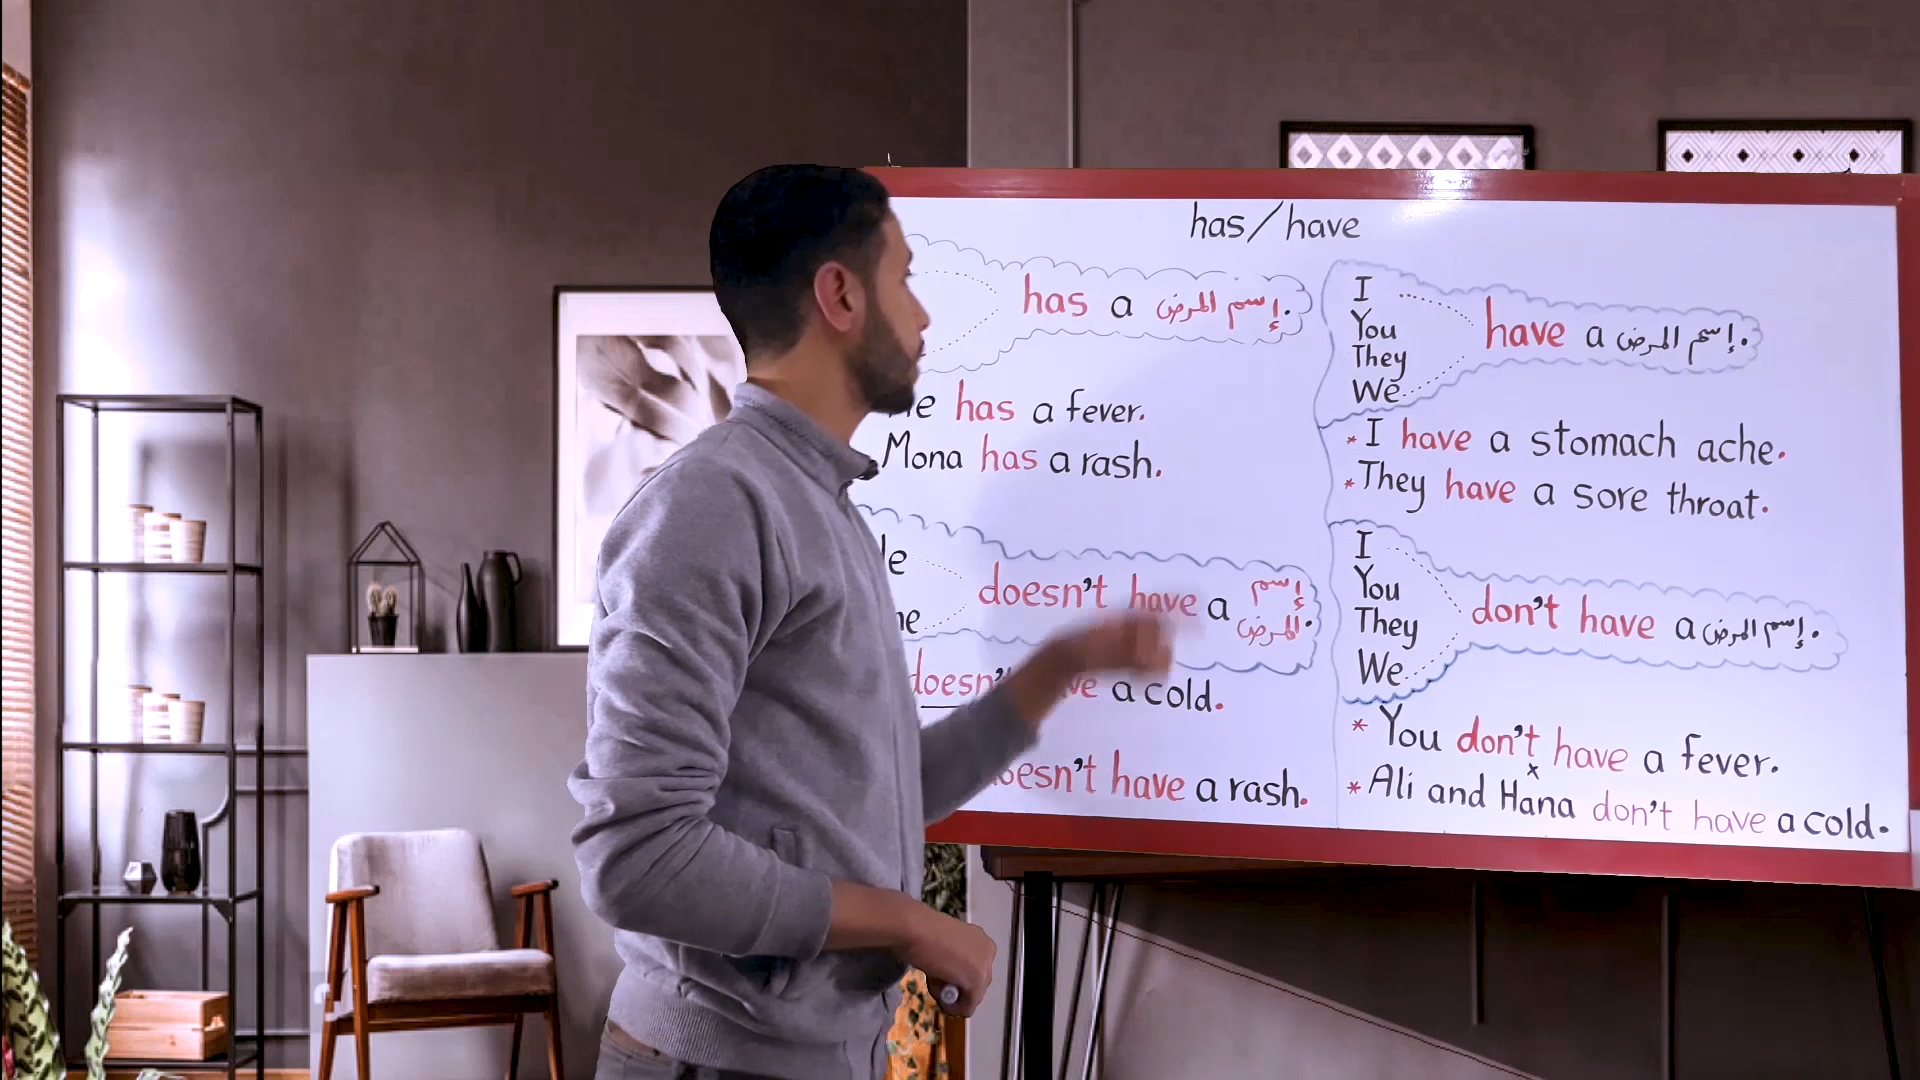 has/have
has a إسم المرض.
has a fever.
Mona has a rash.
doesn't have a إسم المرض.
a cold.
doesn't have a rash.
I
You
They
We
have a إسم المرض.
* I have a stomach ache.
* They have a sore throat.
I
You
They
We
don't have a إسم المرض.
* You don't have a fever.
x
* Ali and Hana don't have a cold.